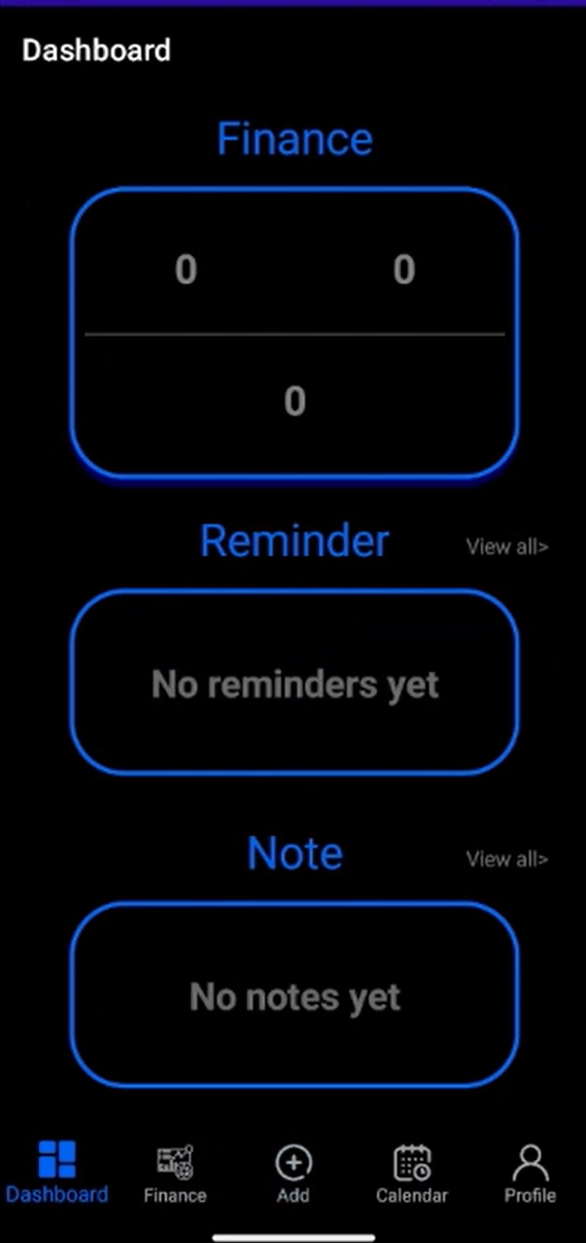 Dashboard
Finance
0 0
0
Reminder View all>
No reminders yet
Note View all>
No notes yet
Dashboard Finance Add Calendar Profile